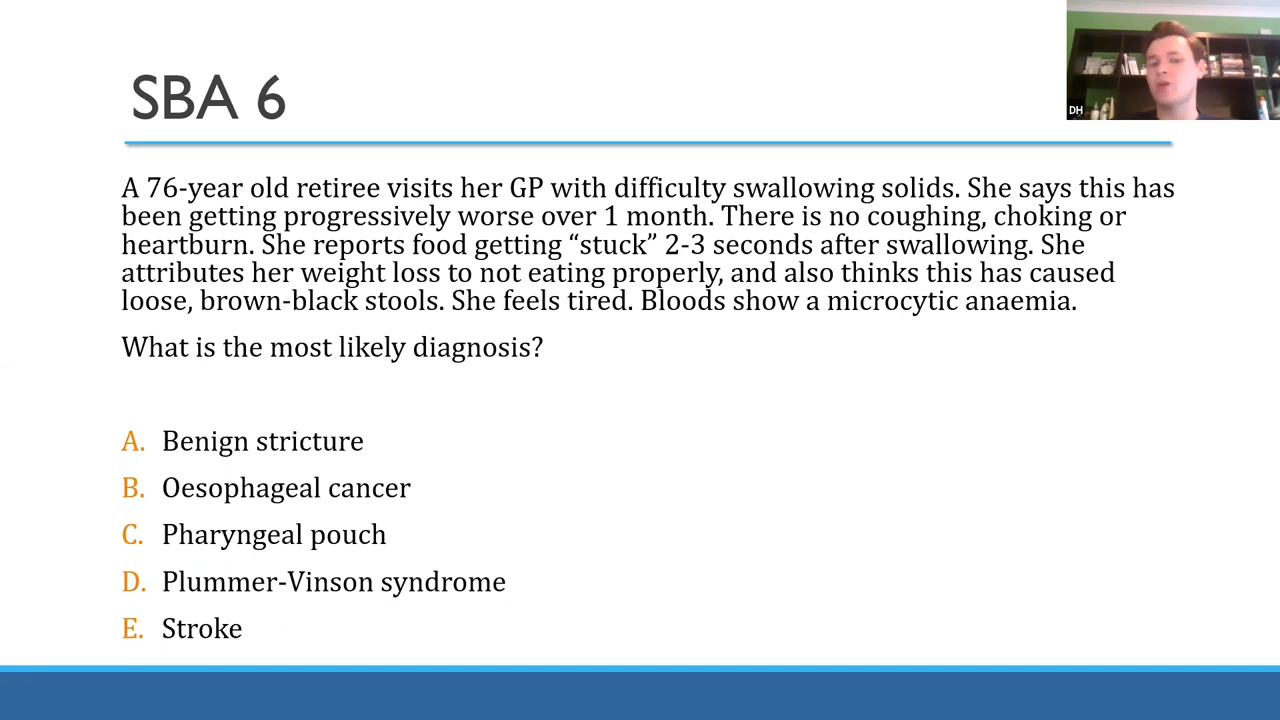 SBA 6
DH
A 76-year old retiree visits her GP with difficulty swallowing solids. She says this has
been getting progressively worse over 1 month. There is no coughing, choking or
heartburn. She reports food getting “stuck” 2-3 seconds after swallowing. She
attributes her weight loss to not eating properly, and also thinks this has caused
loose, brown-black stools. She feels tired. Bloods show a microcytic anaemia.
What is the most likely diagnosis?
A. Benign stricture
B. Oesophageal cancer
C. Pharyngeal pouch
D. Plummer-Vinson syndrome
E. Stroke